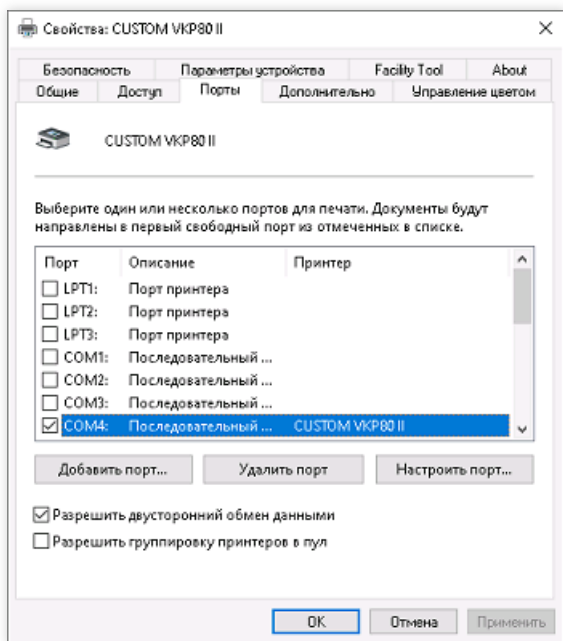 Свойства: CUSTOM VKP80 II
Безопасность Параметры устройства Facility Tool About
Общие Доступ Порты Дополнительно Управление цветом
CUSTOM VKP80 II
Выберите один или несколько портов для печати. Документы будут
направлены в первый свободный порт из отмеченных в списке.
Порт Описание Принтер
LPT1: Порт принтера
LPT2: Порт принтера
LPT3: Порт принтера
COM1: Последовательный ...
COM2: Последовательный ...
COM3: Последовательный ...
COM4: Последовательный ... CUSTOM VKP80 II
Добавить порт... Удалить порт Настроить порт...
Разрешить двусторонний обмен данными
Разрешить группировку принтеров в пул
OK Отмена Применить